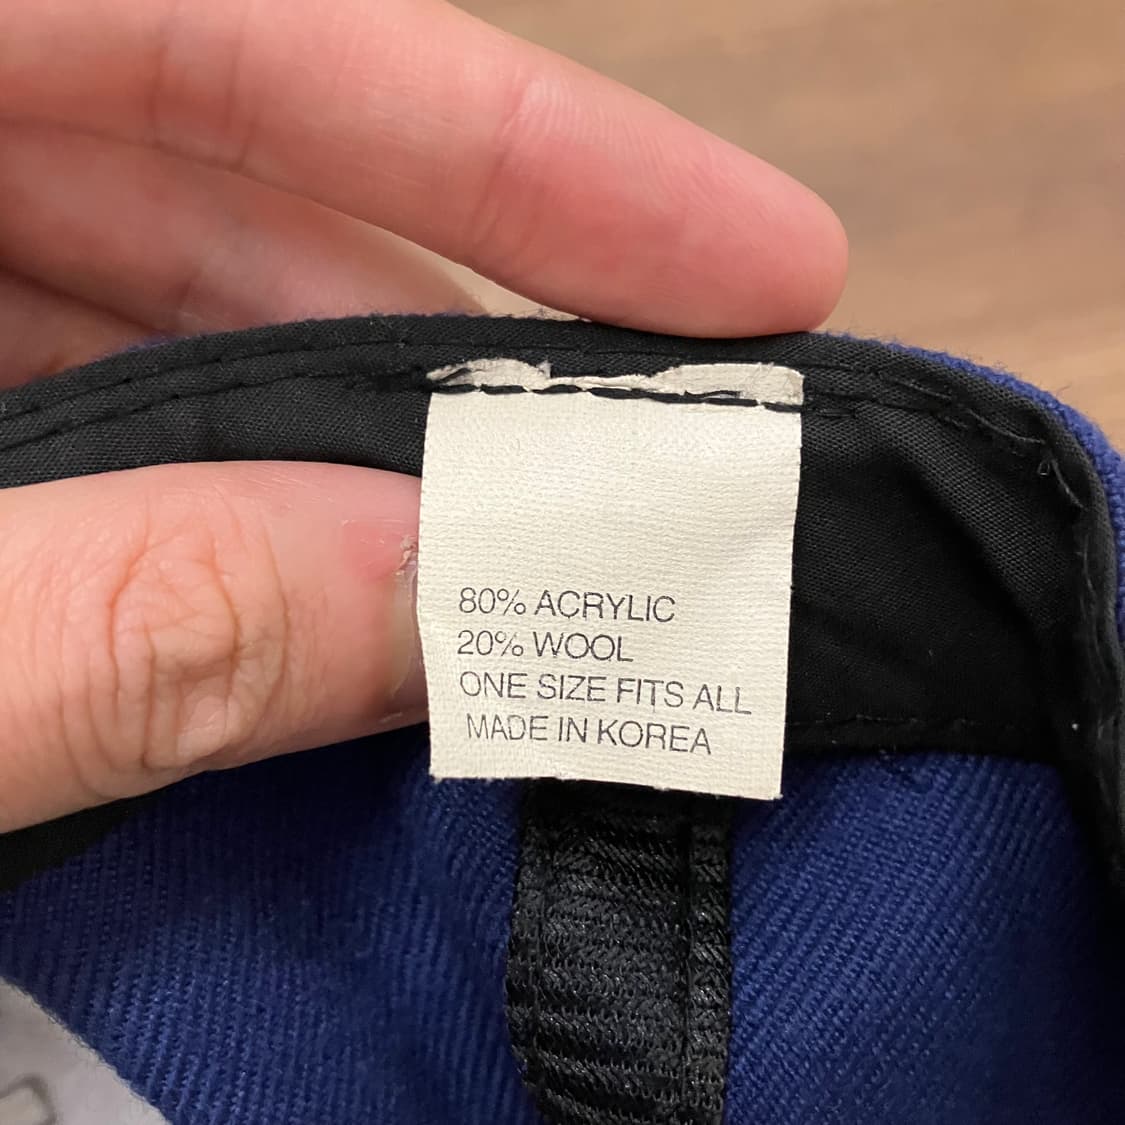 80% ACRYLIC
20% WOOL
ONE SIZE FITS ALL
MADE IN KOREA